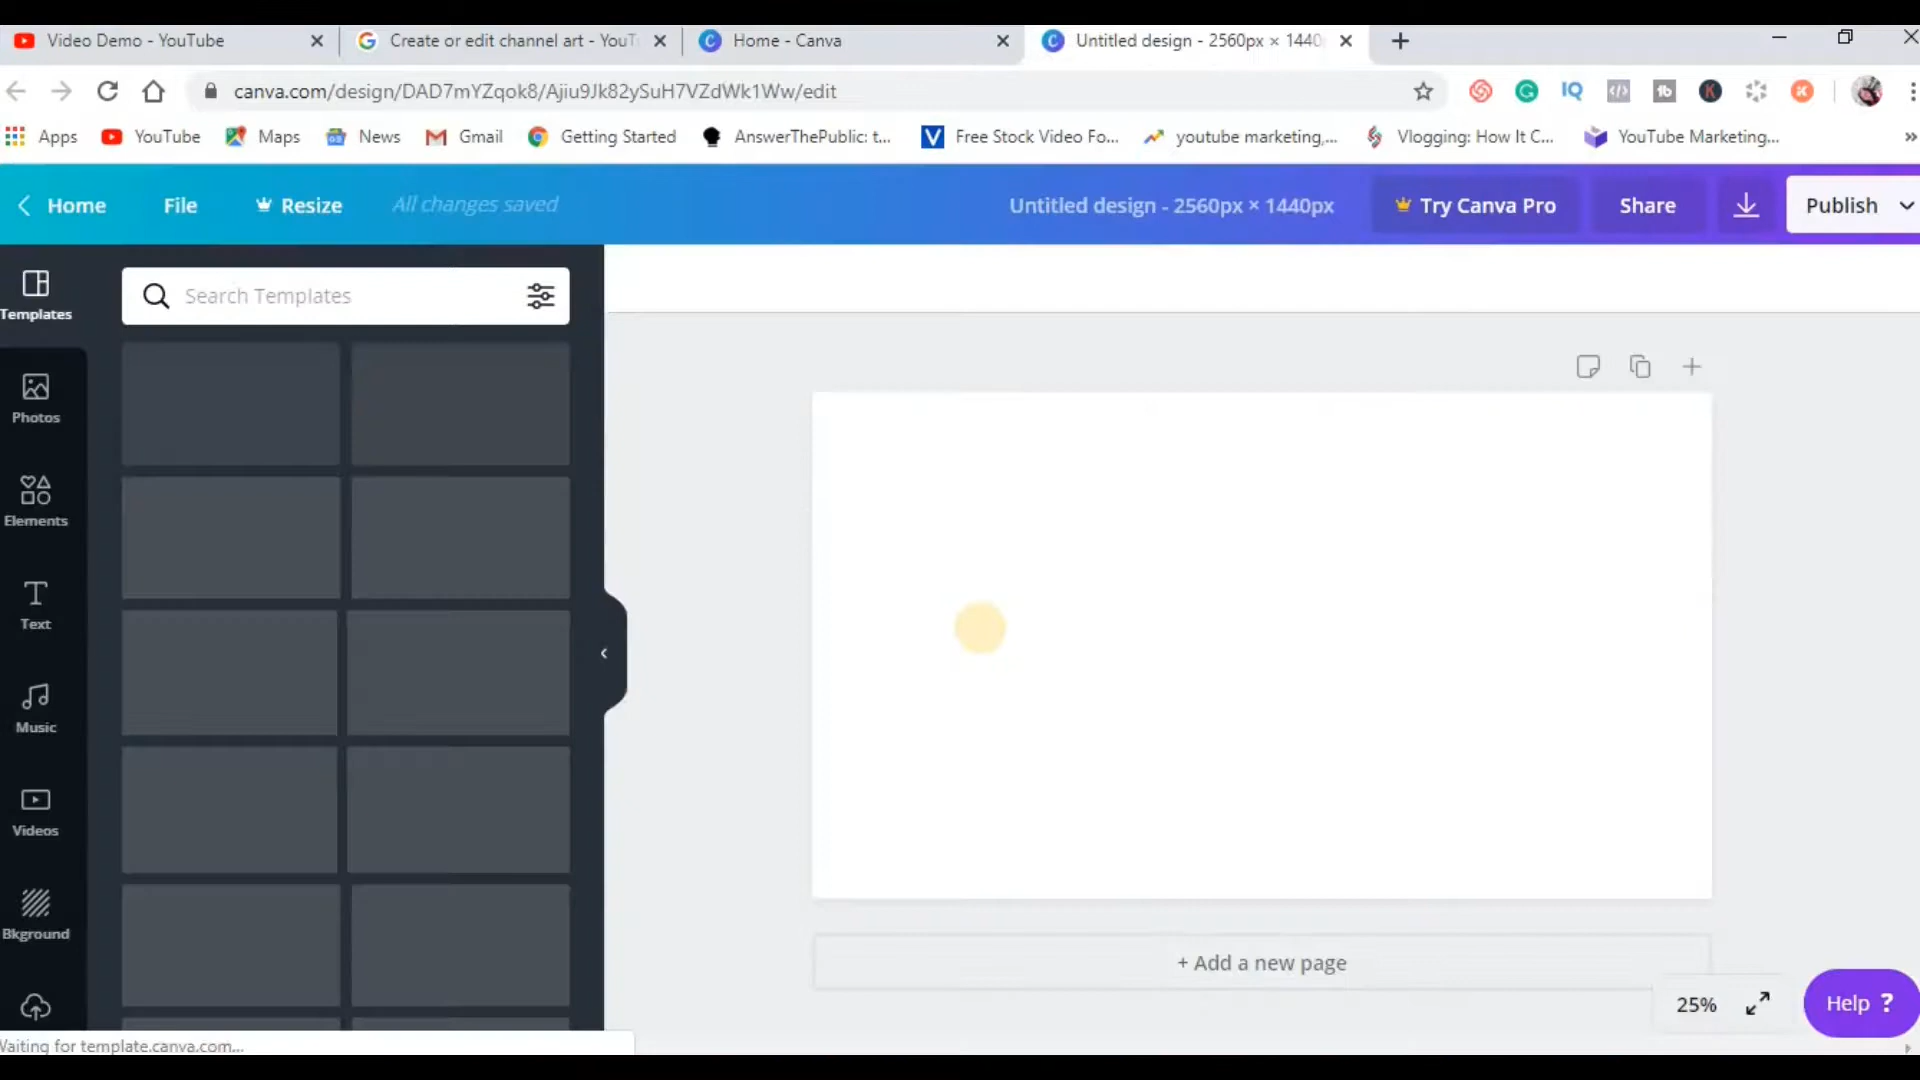 Video Demo - YouTube
Create or edit channel art - YouT
Home - Canva
Untitled design - 2560px × 1440
canva.com/design/DAD7mYZqok8/Ajiu9Jk82ySuH7VZdWk1Ww/edit
IQ
</>
tb
K
Apps
YouTube
Maps
News
Gmail
Getting Started
AnswerThePublic: t...
V
Free Stock Video Fo...
youtube marketing,...
Vlogging: How It C...
YouTube Marketing...
»
Home
File
Resize
All changes saved
Untitled design - 2560px × 1440px
Try Canva Pro
Share
Publish
Templates
Search Templates
Photos
Elements
Text
Music
Videos
Bkground
+ Add a new page
25%
Help ?
Waiting for template.canva.com...